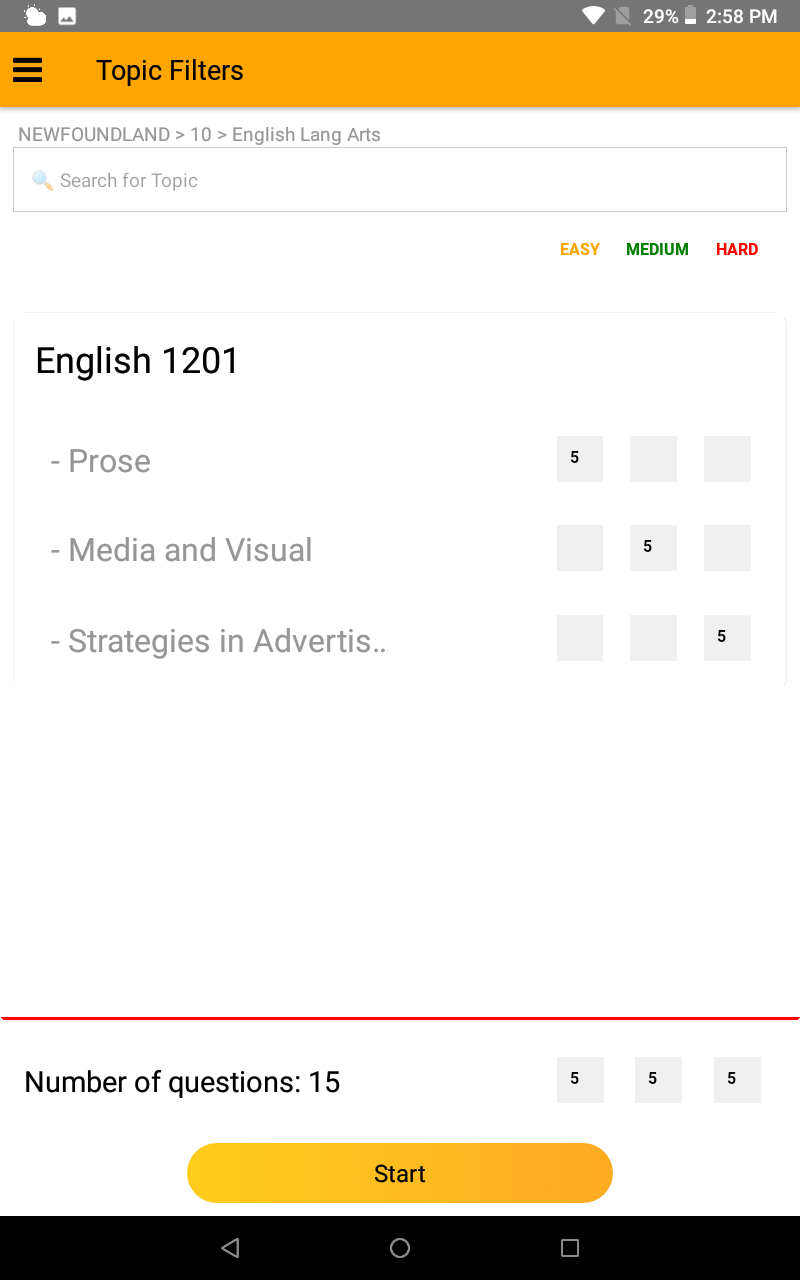 29% 2:58 PM
Topic Filters
NEWFOUNDLAND > 10 > English Lang Arts
Search for Topic
EASY MEDIUM HARD
English 1201
- Prose 5
- Media and Visual 5
- Strategies in Advertis... 5
Number of questions: 15 5 5 5
Start